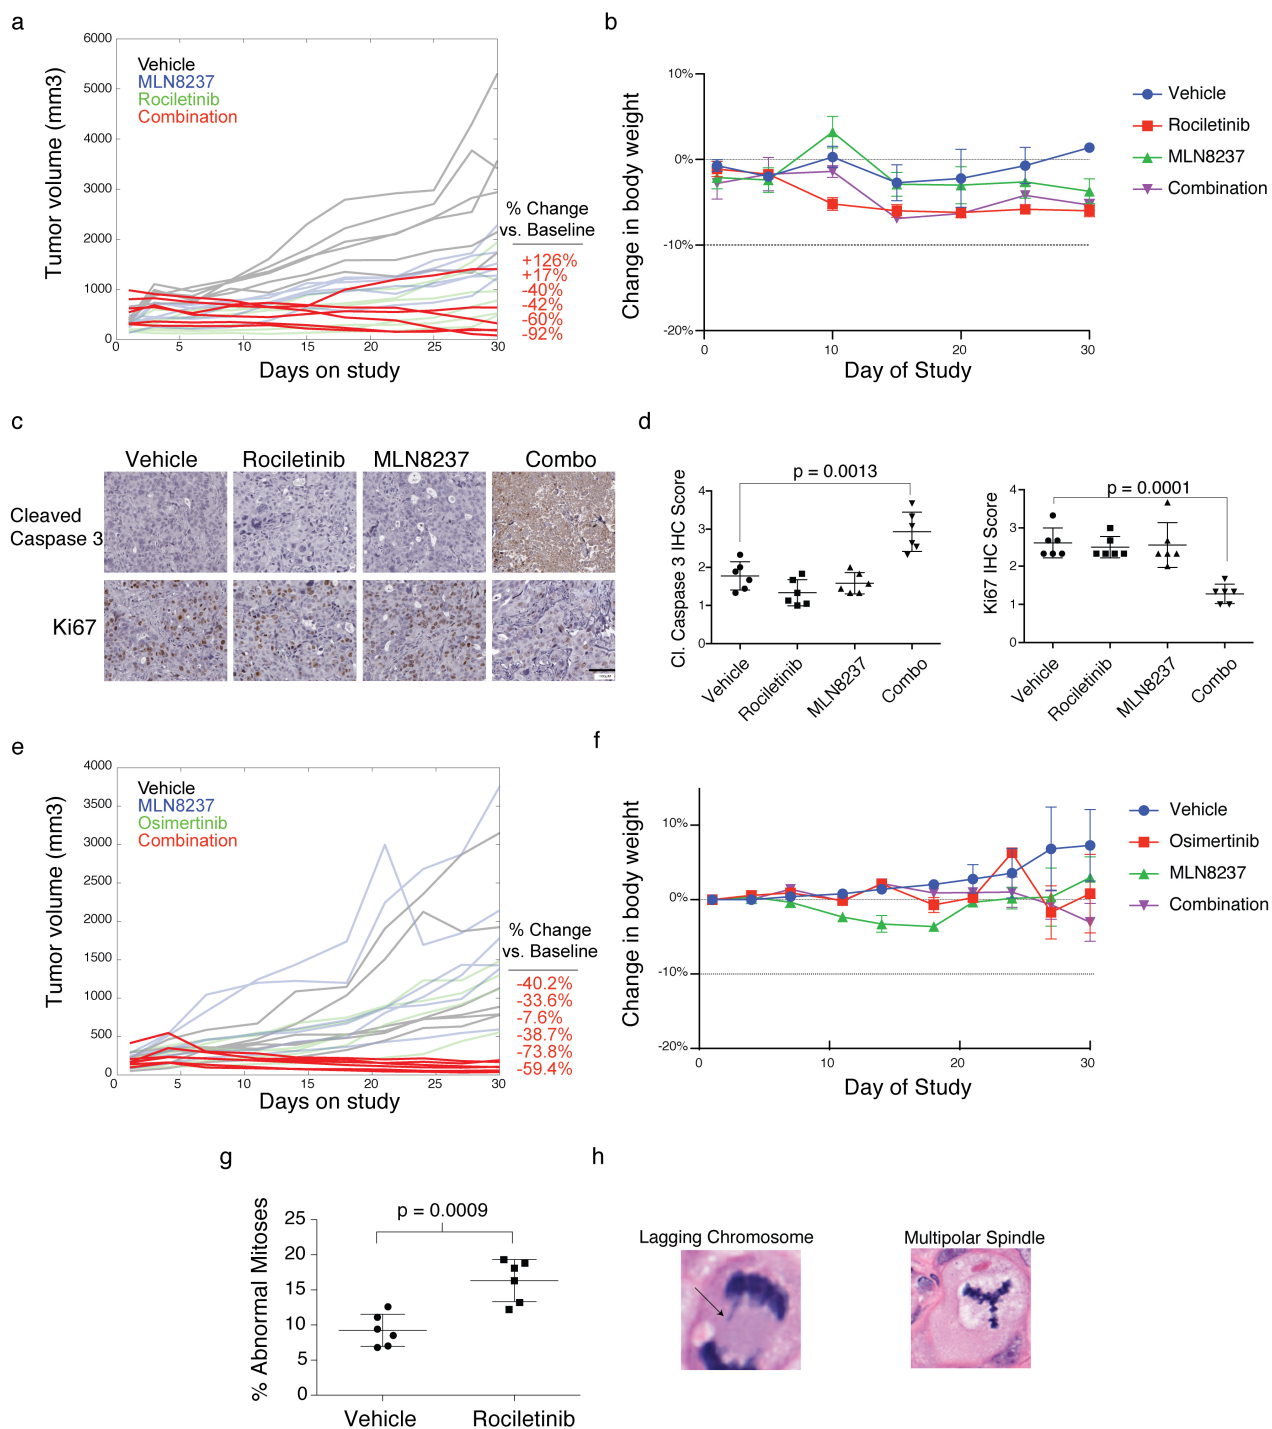 a
6000
5000
4000
3000
2000
1000
0
Tumor volume (mm3)
Vehicle
MLN8237
Rociletinib
Combination
% Change
vs. Baseline
+126%
+17%
-40%
-42%
-60%
-92%
0 5 10 15 20 25 30
Days on study
b
10%
0%
-10%
-20%
Change in body weight
0 10 20 30
Day of Study
Vehicle
Rociletinib
MLN8237
Combination
c
Vehicle Rociletinib MLN8237 Combo
Cleaved
Caspase 3
Ki67
d
Cl. Caspase 3 IHC Score
4
3
2
1
0
p = 0.0013
Vehicle
Rociletinib
MLN8237
Combo
Ki67 IHC Score
4
3
2
1
0
p = 0.0001
Vehicle
Rociletinib
MLN8237
Combo
e
4000
3500
3000
2500
2000
1500
1000
500
0
Tumor volume (mm3)
Vehicle
MLN8237
Osimertinib
Combination
% Change
vs. Baseline
-40.2%
-33.6%
-7.6%
-38.7%
-73.8%
-59.4%
0 5 10 15 20 25 30
Days on study
f
10%
0%
-10%
-20%
Change in body weight
0 10 20 30
Day of Study
Vehicle
Osimertinib
MLN8237
Combination
g
% Abnormal Mitoses
25
20
15
10
5
0
p = 0.0009
Vehicle Rociletinib
h
Lagging Chromosome
Multipolar Spindle